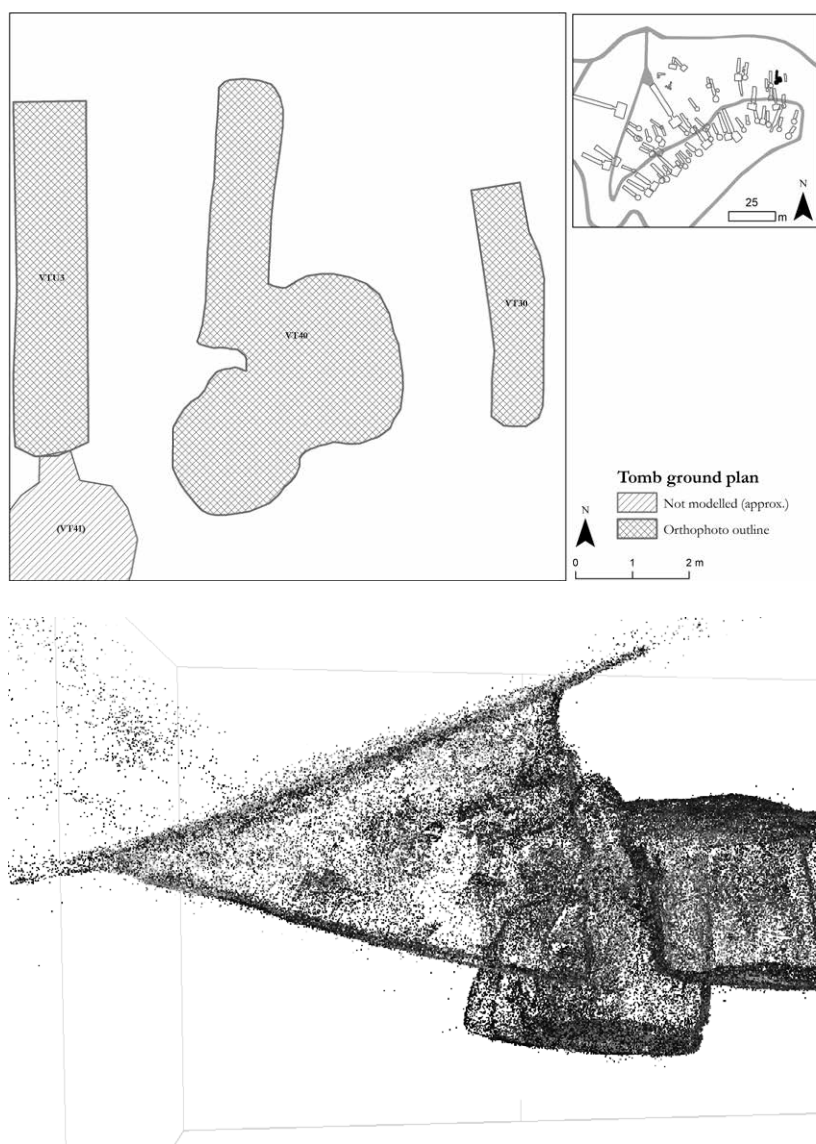 VTU3
VT40
VT30
(VT41)
N
25
m
Tomb ground plan
Not modelled (approx.)
Orthophoto outline
N
0 1 2 m